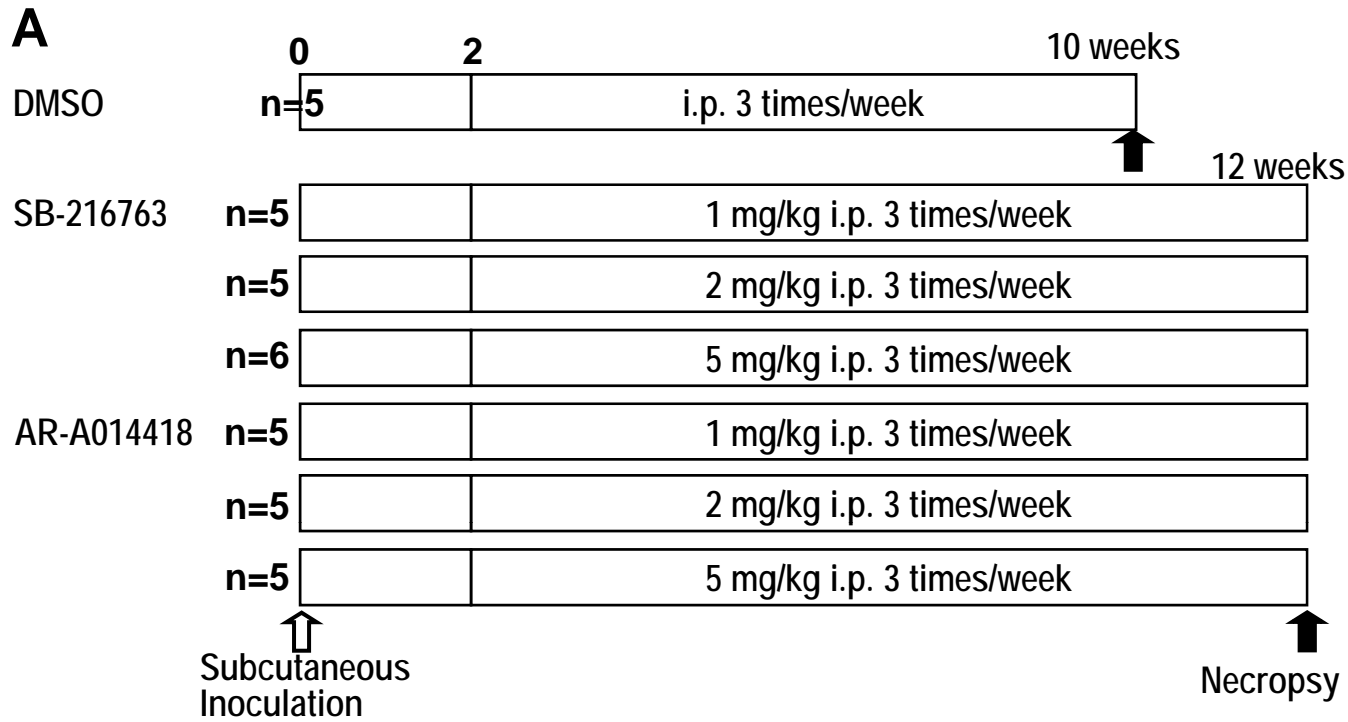 A
0 2 10 weeks
DMSO n=5 i.p. 3 times/week
12 weeks
SB-216763 n=5 1 mg/kg i.p. 3 times/week
n=5 2 mg/kg i.p. 3 times/week
n=6 5 mg/kg i.p. 3 times/week
AR-A014418 n=5 1 mg/kg i.p. 3 times/week
n=5 2 mg/kg i.p. 3 times/week
n=5 5 mg/kg i.p. 3 times/week
Subcutaneous
Inoculation
Necropsy